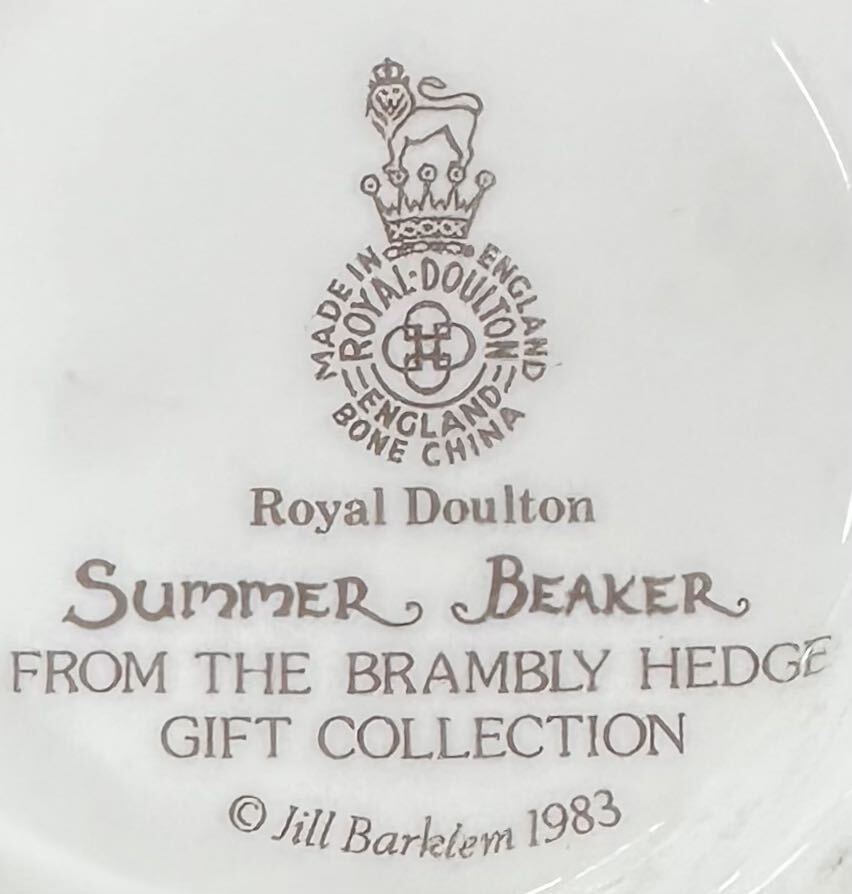 MADE IN ENGLAND
ROYAL·DOULTON
ENGLAND
BONE CHINA
Royal Doulton
SUMMER BEAKER
FROM THE BRAMBLY HEDGE
GIFT COLLECTION
© Jill Barklem 1983